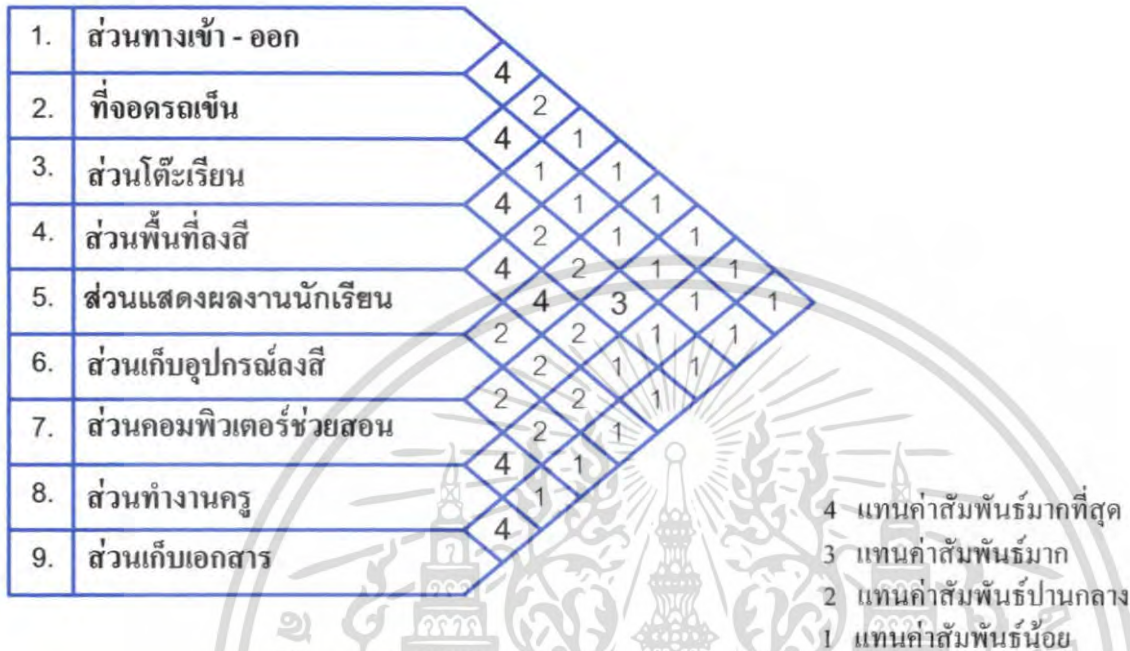 1. ส่วนทางเข้า - ออก
4
2. ที่จอดรถเข็น 2
4 1
3. ส่วนโต๊ะเรียน 1 1
4 1 1
4. ส่วนพื้นที่ลงสี 2 1 1
4 2 1 1
5. ส่วนแสดงผลงานนักเรียน 4 3 1 1
2 2 1 1
6. ส่วนเก็บอุปกรณ์ลงสี 2 1 1
2 2 1
7. ส่วนคอมพิวเตอร์ช่วยสอน 2 1
4 1
8. ส่วนทำงานครู 1
4
9. ส่วนเก็บเอกสาร
4 แทนค่าสัมพันธ์มากที่สุด
3 แทนค่าสัมพันธ์มาก
2 แทนค่าสัมพันธ์ปานกลาง
1 แทนค่าสัมพันธ์น้อย